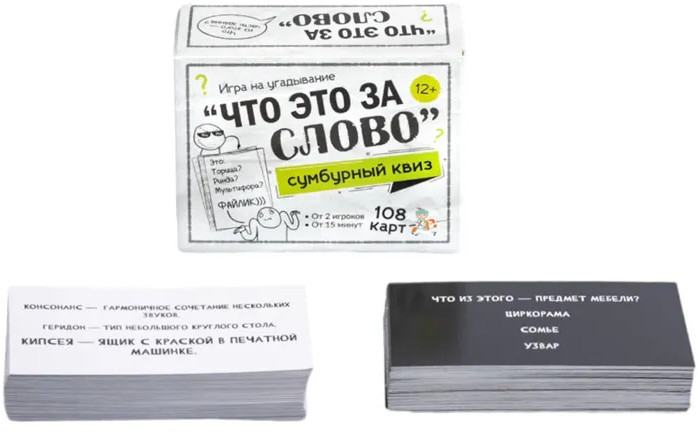 "ЧТО ЭТО ЗА
СЛОВО"
Игра на угадывание
12+
"ЧТО ЭТО ЗА
СЛОВО"
сумбурный квиз
Это:
Торица?
Ринда?
Мультифора?
ФАЙЛИК)))
• От 2 игроков
• От 15 минут
108
карт
КОНСОНАНС — ГАРМОНИЧНОЕ СОЧЕТАНИЕ НЕСКОЛЬКИХ
ЗВУКОВ.
ГЕРИДОН — ТИП НЕБОЛЬШОГО КРУГЛОГО СТОЛА.
КИПСЕЯ — ЯЩИК С КРАСКОЙ В ПЕЧАТНОЙ
МАШИНКЕ.
ЧТО ИЗ ЭТОГО — ПРЕДМЕТ МЕБЕЛИ?
ЦИРКОРАМА
СОМЬЕ
УЗВАР